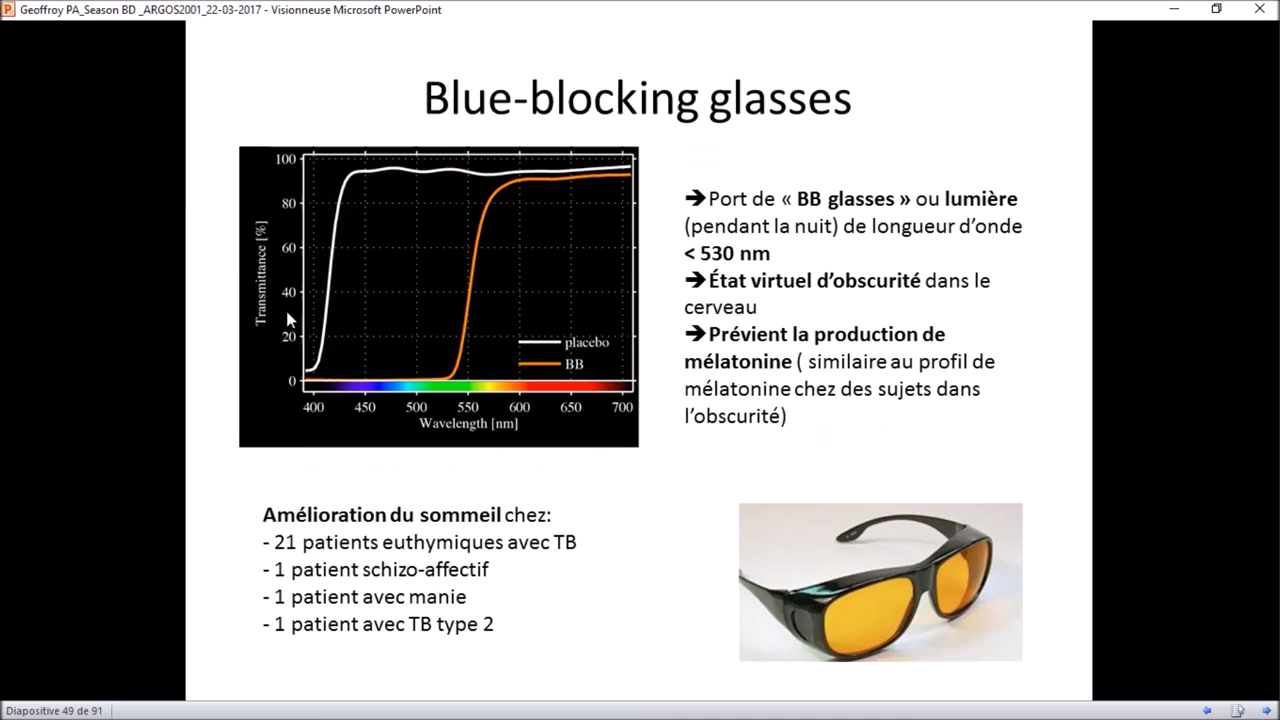 Geoffroy PA_Season BD _ARGOS2001_22-03-2017 - Visionneuse Microsoft PowerPoint
Blue-blocking glasses
100
80
60
40
20
0
Transmittance [%]
placebo
BB
400 450 500 550 600 650 700
Wavelength [nm]
➔Port de « BB glasses » ou lumière
(pendant la nuit) de longueur d’onde
< 530 nm
➔État virtuel d’obscurité dans le
cerveau
➔Prévient la production de
mélatonine ( similaire au profil de
mélatonine chez des sujets dans
l’obscurité)
Amélioration du sommeil chez:
- 21 patients euthymiques avec TB
- 1 patient schizo-affectif
- 1 patient avec manie
- 1 patient avec TB type 2
Diapositive 49 de 91